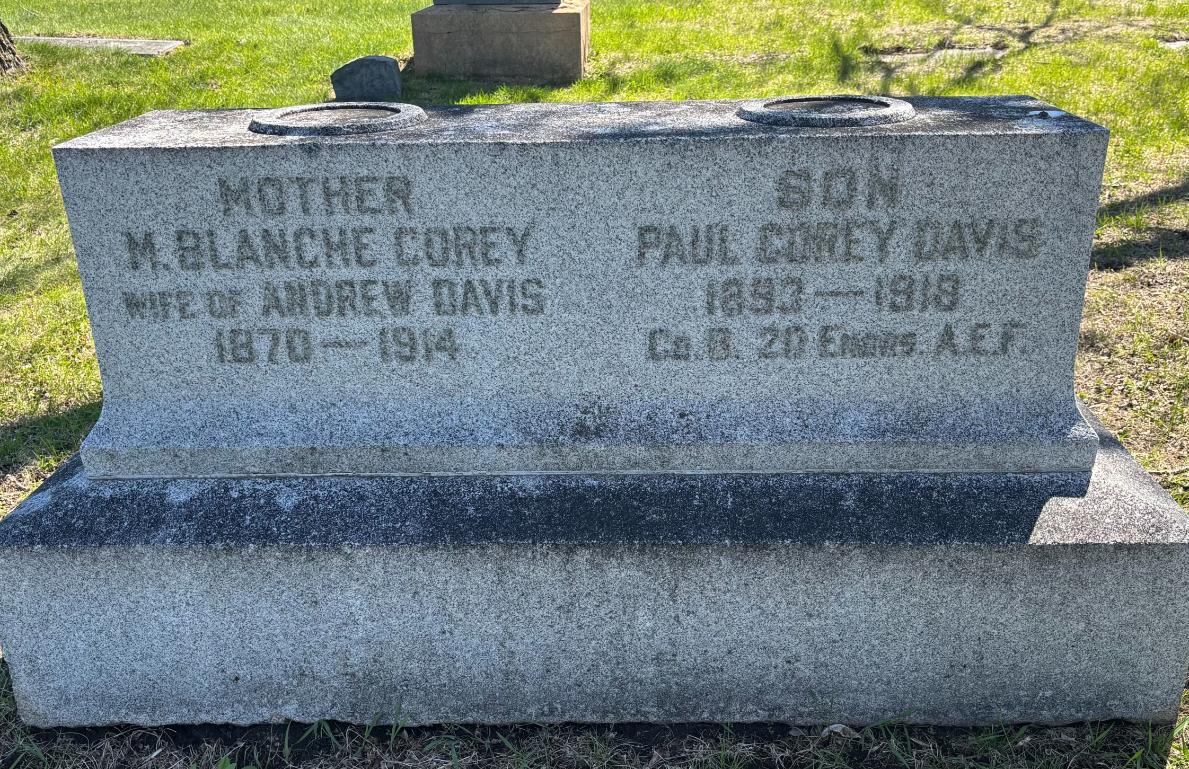 MOTHER
M. BLANCHE COREY
WIFE OF ANDREW DAVIS
1870 — 1914
SON
PAUL COREY DAVIS
1893 — 1918
Co. B. 20 Engrs. A.E.F.